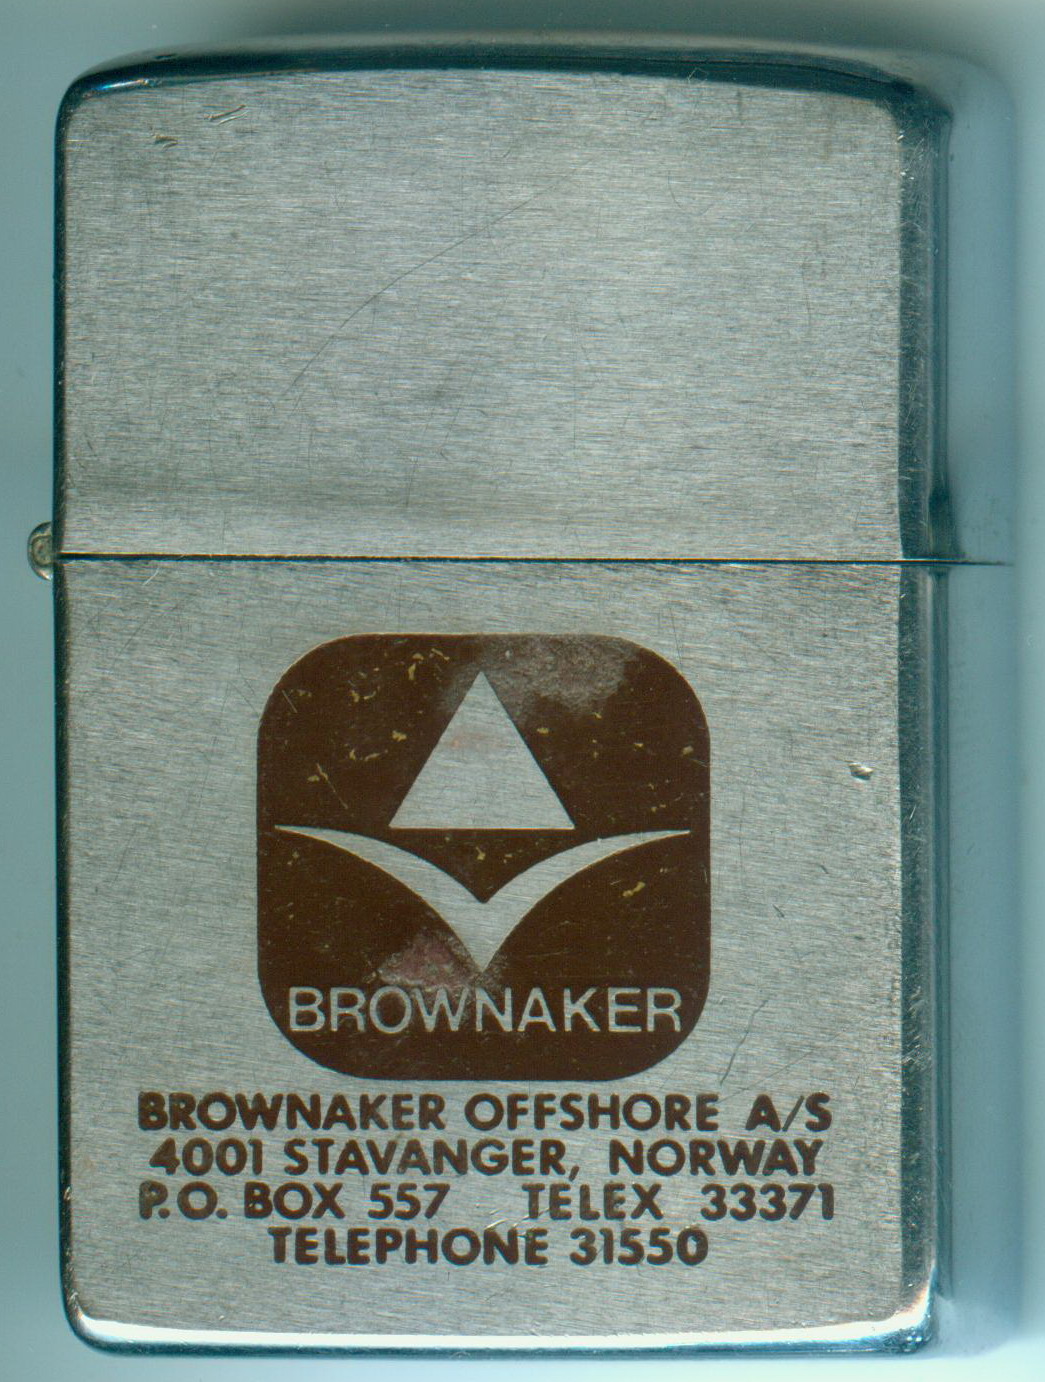 BROWNAKER
BROWNAKER OFFSHORE A/S
4001 STAVANGER, NORWAY
P.O. BOX 557 TELEX 33371
TELEPHONE 31550